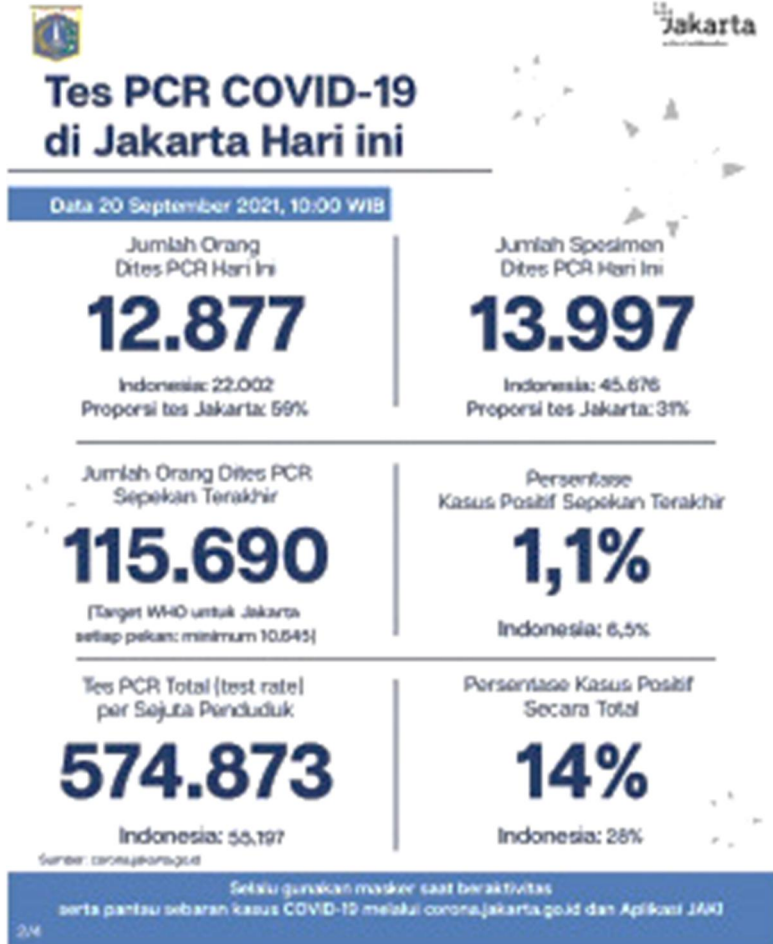 Jakarta
Tes PCR COVID-19
di Jakarta Hari ini
Data 20 September 2021, 10:00 WIB
Jumlah Orang
Dites PCR Hari Ini
12.877
Indonesia: 22.002
Proporsi tes Jakarta: 59%
Jumlah Spesimen
Dites PCR Hari Ini
13.997
Indonesia: 45.676
Proporsi tes Jakarta: 31%
Jumlah Orang Dites PCR
Sepekan Terakhir
115.690
(Target WHO untuk Jakarta
setiap pekan: minimum 10.645)
Persentase
Kasus Positif Sepekan Terakhir
1,1%
Indonesia: 6,5%
Tes PCR Total (test rate)
per Sejuta Penduduk
574.873
Indonesia: 55,197
Persentase Kasus Positif
Secara Total
14%
Indonesia: 28%
Sumber: corona.jakarta.go.id
Selalu gunakan masker saat beraktivitas
serta pantau sebaran kasus COVID-19 melalui corona.jakarta.go.id dan Aplikasi JAKI
2/4